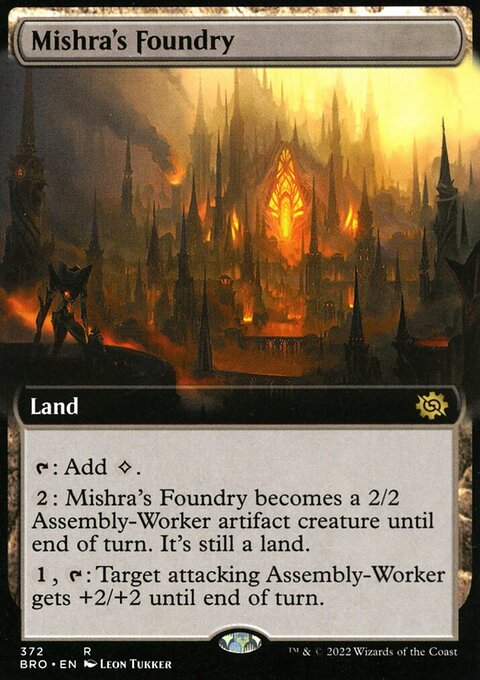 Mishra's Foundry
Land
: Add .
2 : Mishra's Foundry becomes a 2/2
Assembly-Worker artifact creature until
end of turn. It's still a land.
1 , : Target attacking Assembly-Worker
gets +2/+2 until end of turn.
372 R
BRO • EN Leon Tukker
™ & © 2022 Wizards of the Coast